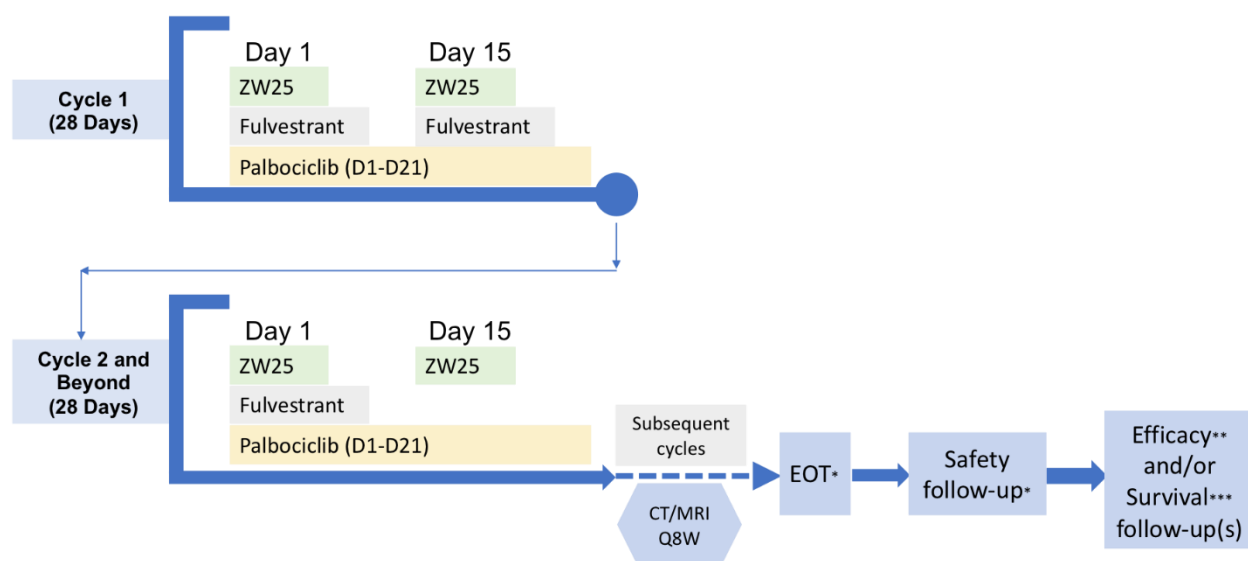 Day 1
Day 15
ZW25
ZW25
Cycle 1
(28 Days)
Fulvestrant
Fulvestrant
Palbociclib (D1-D21)
Day 1
Day 15
ZW25
ZW25
Cycle 2 and
Beyond
(28 Days)
Fulvestrant
Palbociclib (D1-D21)
Subsequent
cycles
CT/MRI
Q8W
EOT*
Safety
follow-up*
Efficacy**
and/or
Survival***
follow-up(s)